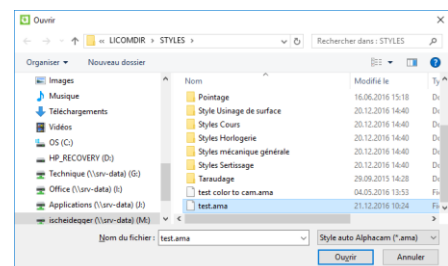 Ouvrir
« LICOMDIR > STYLES >
Rechercher dans : STYLES
Organiser
Nouveau dossier
Nom
Modifié le
Images
Musique
Téléchargements
Vidéos
OS (C:)
HP_RECOVERY (D:)
Technique (\\srv-data) (G:)
Office (\\srv-data) (I:)
Applications (\\srv-data) (J:)
ischeidegger (\\srv-data) (M:)
Pointage 16.06.2016 15:18
Style Usinage de surface 20.12.2016 14:40
Styles Cours 20.12.2016 14:40
Styles Horlogerie 20.12.2016 14:40
Styles mécanique générale 20.12.2016 14:40
Styles Sertissage 20.12.2016 14:40
Taraudage 29.09.2015 14:28
test color to cam.ama 04.05.2016 13:53
test.ama 21.12.2016 10:24
Nom du fichier : test.ama
Style auto Alphacam (*.ama)
Ouvrir
Annuler